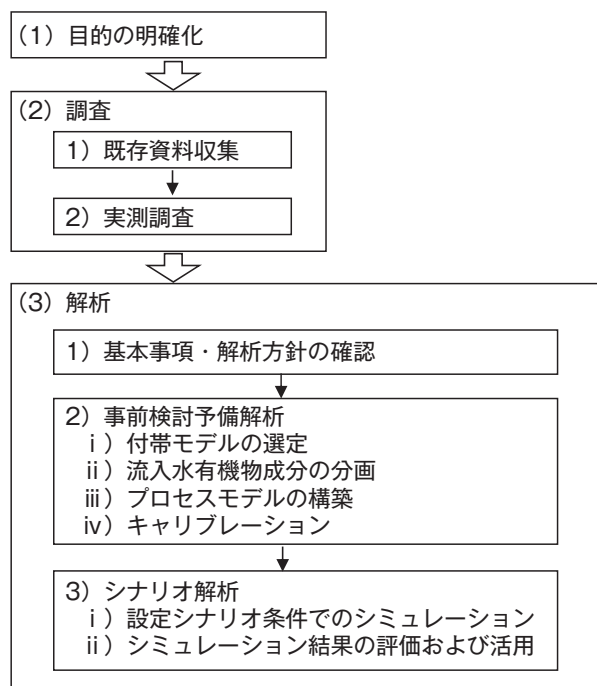 (1)目的の明確化
(2)調査
1)既存資料収集
2)実測調査
(3)解析
1)基本事項・解析方針の確認
2)事前検討予備解析
ⅰ)付帯モデルの選定
ⅱ)流入水有機物成分の分画
ⅲ)プロセスモデルの構築
ⅳ)キャリブレーション
3)シナリオ解析
ⅰ)設定シナリオ条件でのシミュレーション
ⅱ)シミュレーション結果の評価および活用